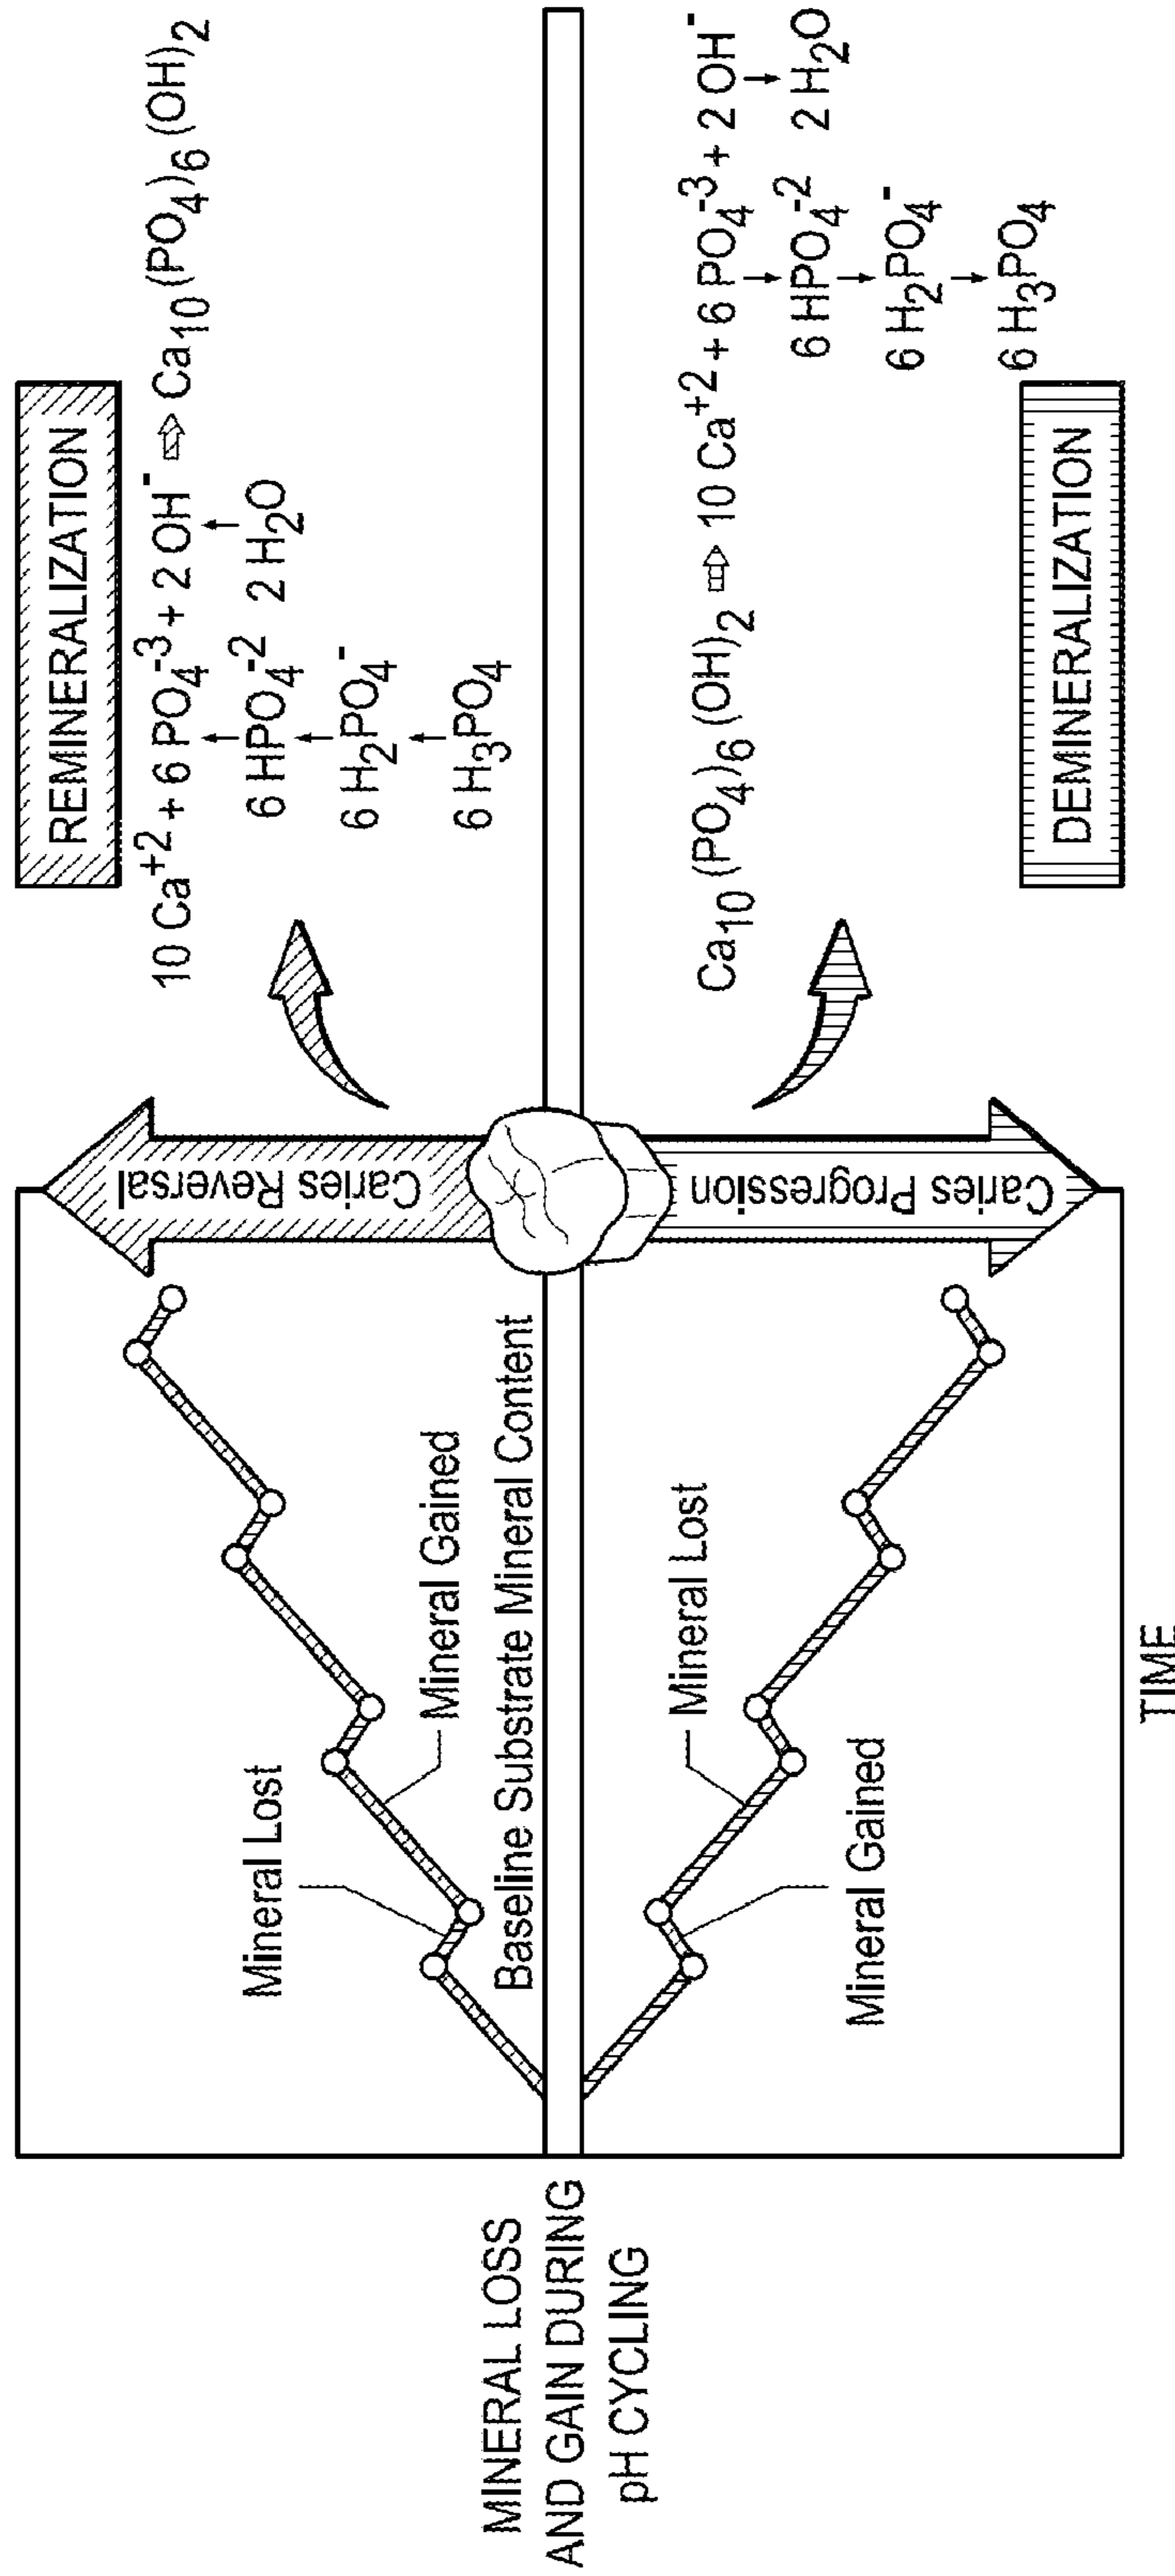 MINERAL LOSS
AND GAIN DURING
pH CYCLING
Mineral Lost
Mineral Gained
Baseline Substrate Mineral Content
Mineral Lost
Mineral Gained
TIME
Caries Reversal
Caries Progression
REMINERALIZATION
10 Ca⁺² + 6 PO₄⁻³ + 2 OH⁻ ⇨ Ca₁₀(PO₄)₆(OH)₂
6 HPO₄⁻² 2 H₂O
6 H₂PO₄⁻
6 H₃PO₄
Ca₁₀(PO₄)₆(OH)₂ ⇨ 10 Ca⁺² + 6 PO₄⁻³ + 2 OH⁻
6 HPO₄⁻² 2 H₂O
6 H₂PO₄⁻
6 H₃PO₄
DEMINERALIZATION